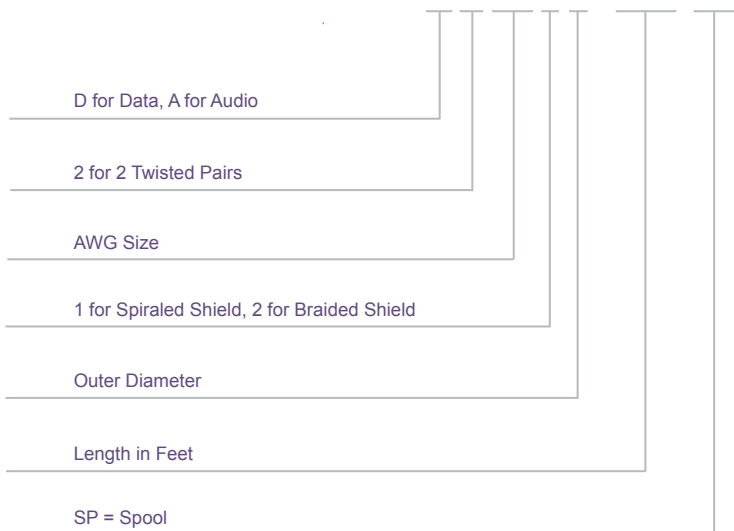 D for Data, A for Audio
2 for 2 Twisted Pairs
AWG Size
1 for Spiraled Shield, 2 for Braided Shield
Outer Diameter
Length in Feet
SP = Spool